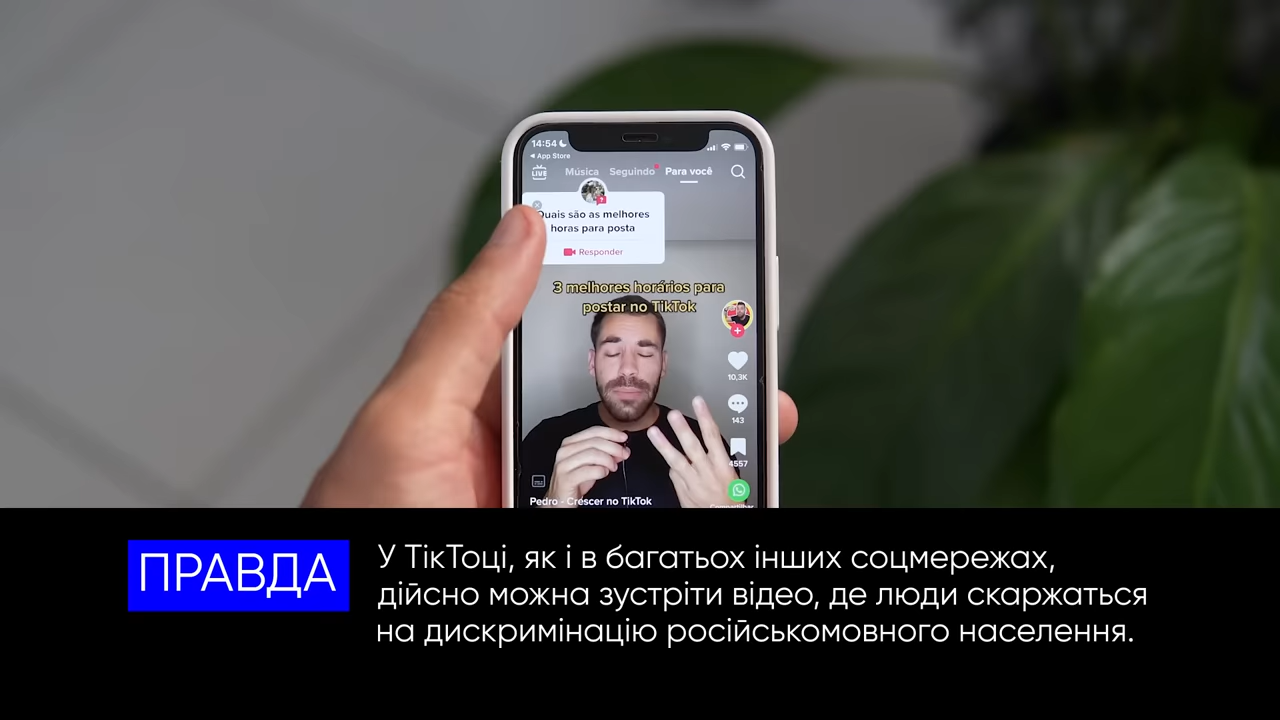 14:54
App Store
LIVE
Música
Seguindo
Para você
Quais são as melhores
horas para posta
Responder
3 melhores horários para
postar no TikTok
10,3K
143
4557
Pedro - Crescer no TikTok
ПРАВДА
У ТікТоці, як і в багатьох інших соцмережах,
дійсно можна зустріти відео, де люди скаржаться
на дискримінацію російськомовного населення.